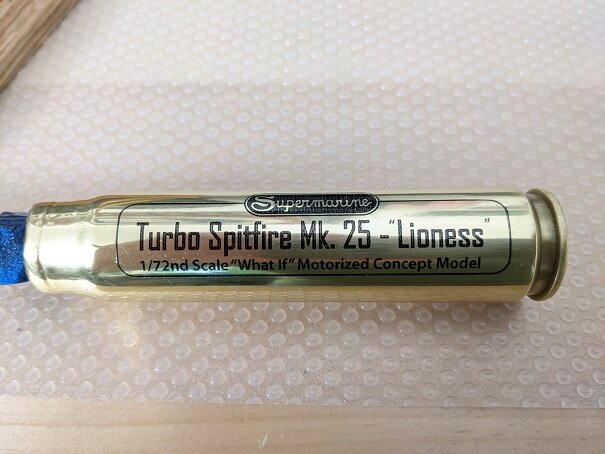 Supermarine
Turbo Spitfire Mk. 25 - "Lioness"
1/72nd Scale "What If" Motorized Concept Model